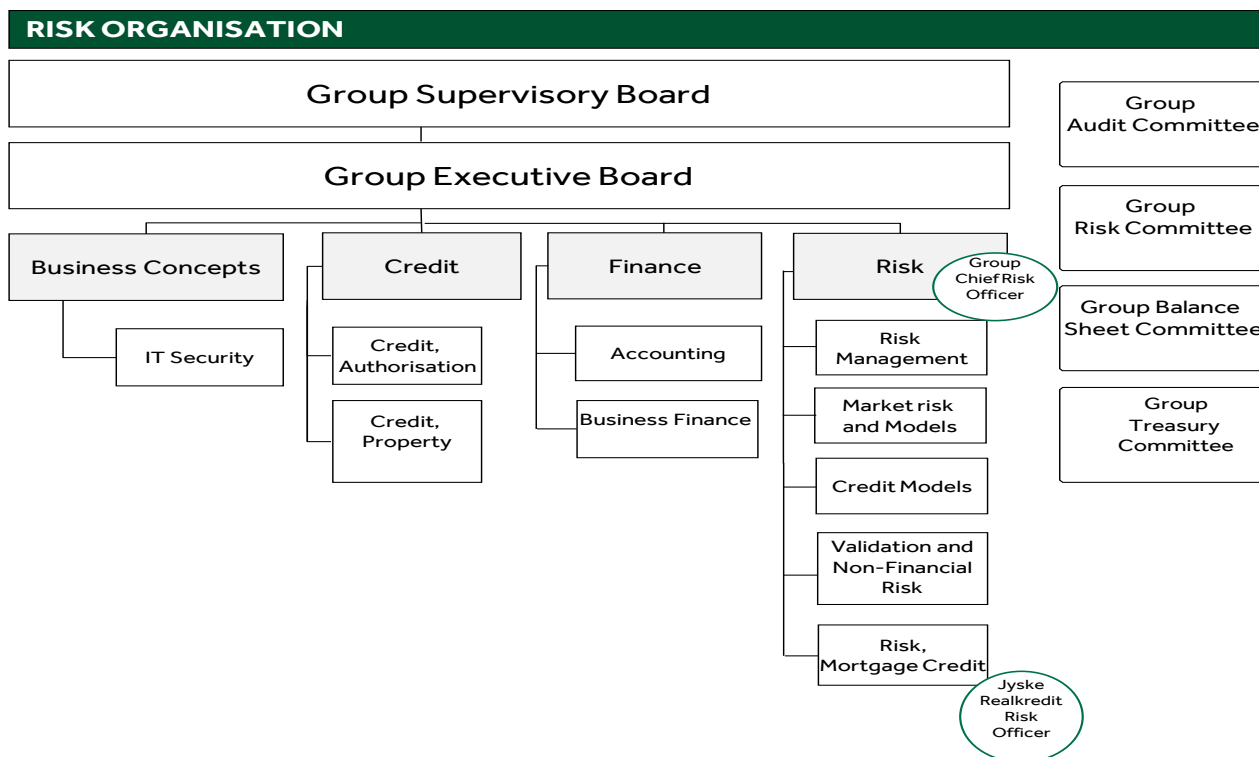 RISK ORGANISATION
Group Supervisory Board
Group Executive Board
Business Concepts
IT Security
Credit
Credit,
Authorisation
Credit,
Property
Finance
Accounting
Business Finance
Risk
Group
Chief Risk
Officer
Risk
Management
Market risk
and Models
Credit Models
Validation and
Non-Financial
Risk
Risk,
Mortgage Credit
Jyske
Realkredit
Risk
Officer
Group
Audit Committee
Group
Risk Committee
Group Balance
Sheet Committee
Group
Treasury
Committee